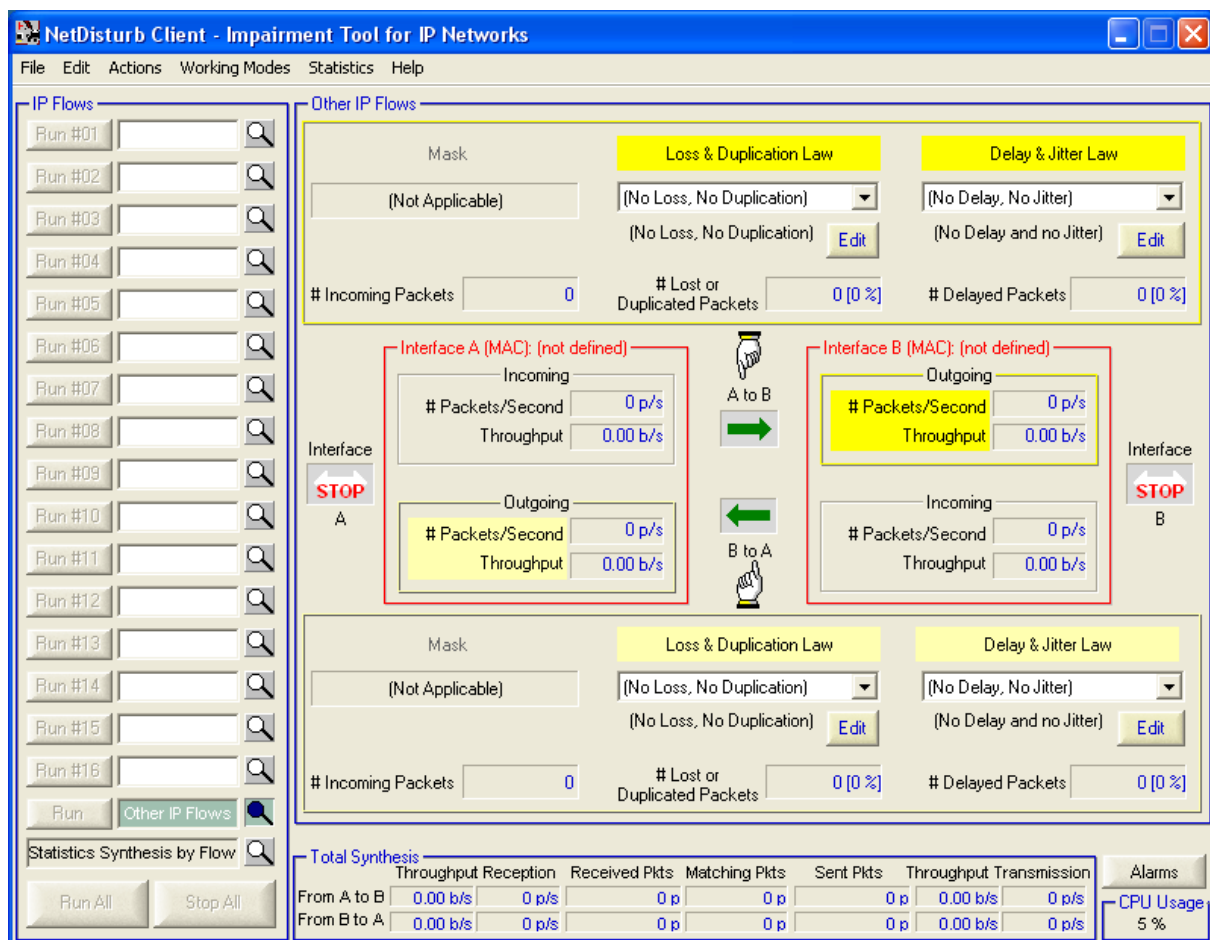 NetDisturb Client - Impairment Tool for IP Networks
File Edit Actions Working Modes Statistics Help
IP Flows
Run #01
Run #02
Run #03
Run #04
Run #05
Run #06
Run #07
Run #08
Run #09
Run #10
Run #11
Run #12
Run #13
Run #14
Run #15
Run #16
Run Other IP Flows
Statistics Synthesis by Flow
Run All Stop All
Other IP Flows
Mask Loss & Duplication Law Delay & Jitter Law
(Not Applicable) (No Loss, No Duplication) (No Delay, No Jitter)
(No Loss, No Duplication) Edit (No Delay and no Jitter) Edit
# Incoming Packets 0 # Lost or Duplicated Packets 0 [0 %] # Delayed Packets 0 [0 %]
Interface A (MAC): (not defined)
Incoming
# Packets/Second 0 p/s
Throughput 0.00 b/s
Interface
STOP
A
Outgoing
# Packets/Second 0 p/s
Throughput 0.00 b/s
A to B
B to A
Interface B (MAC): (not defined)
Outgoing
# Packets/Second 0 p/s
Throughput 0.00 b/s
Interface
STOP
B
Incoming
# Packets/Second 0 p/s
Throughput 0.00 b/s
Mask Loss & Duplication Law Delay & Jitter Law
(Not Applicable) (No Loss, No Duplication) (No Delay, No Jitter)
(No Loss, No Duplication) Edit (No Delay and no Jitter) Edit
# Incoming Packets 0 # Lost or Duplicated Packets 0 [0 %] # Delayed Packets 0 [0 %]
Total Synthesis
Throughput Reception Received Pkts Matching Pkts Sent Pkts Throughput Transmission
From A to B 0.00 b/s 0 p/s 0 p 0 p 0 p 0.00 b/s 0 p/s
From B to A 0.00 b/s 0 p/s 0 p 0 p 0 p 0.00 b/s 0 p/s
Alarms
CPU Usage
5 %